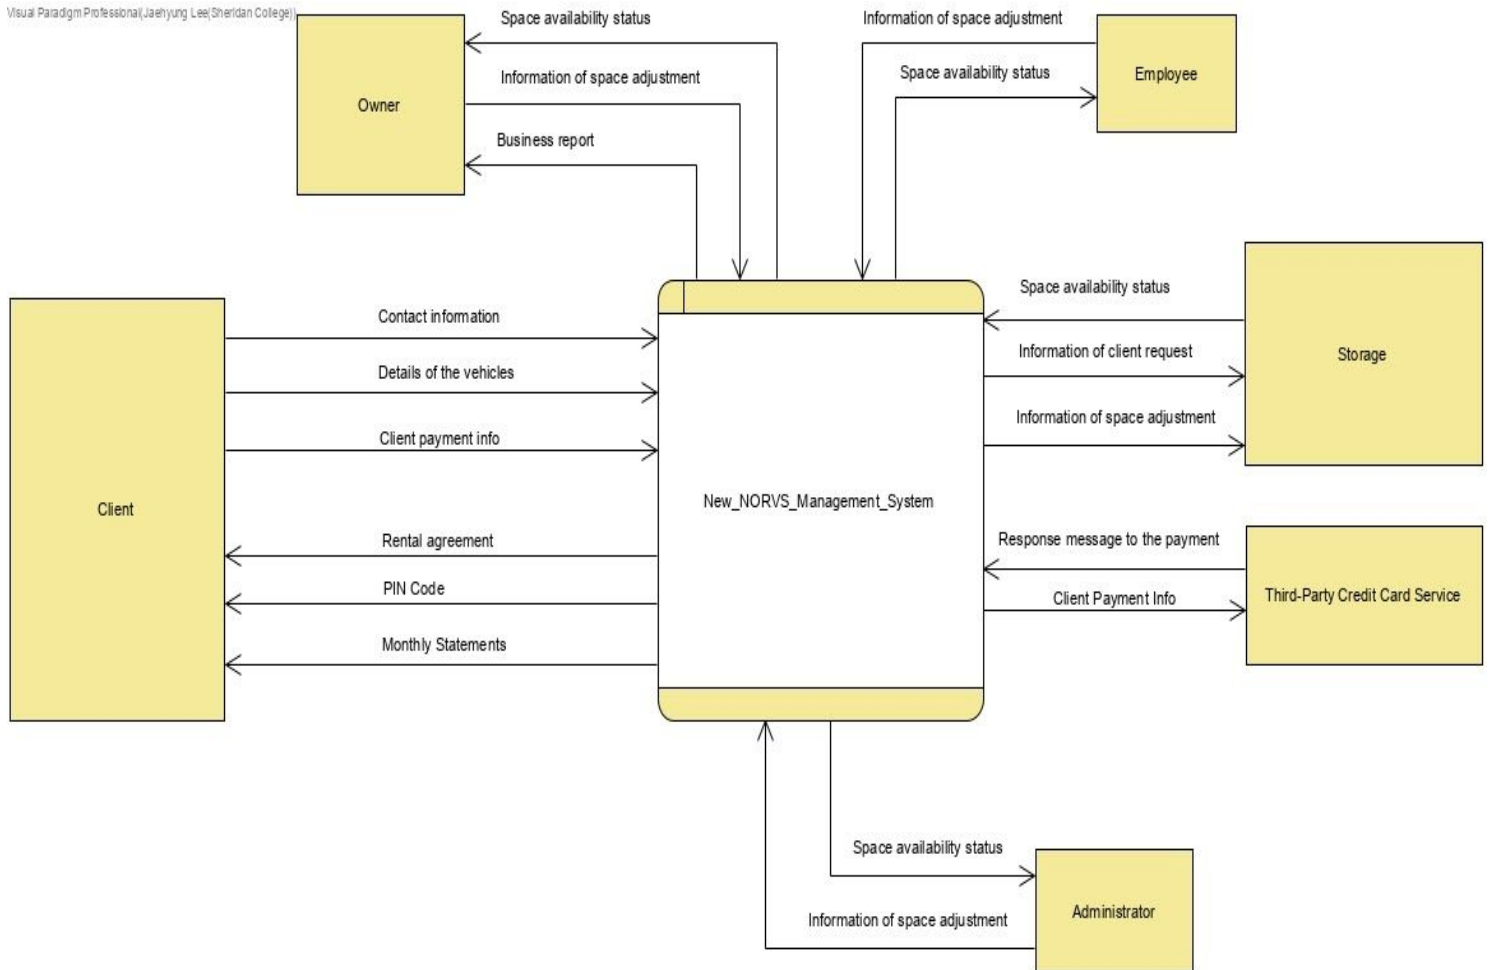 Visual Paradigm Professional(Jaehyung Lee(Sheridan College))
Space availability status
Information of space adjustment
Information of space adjustment
Space availability status
Employee
Owner
Business report
Space availability status
Contact information
Information of client request
Storage
Details of the vehicles
Information of space adjustment
Client payment info
Client
New_NORVS_Management_System
Rental agreement
Response message to the payment
PIN Code
Client Payment Info
Third-Party Credit Card Service
Monthly Statements
Space availability status
Information of space adjustment
Administrator